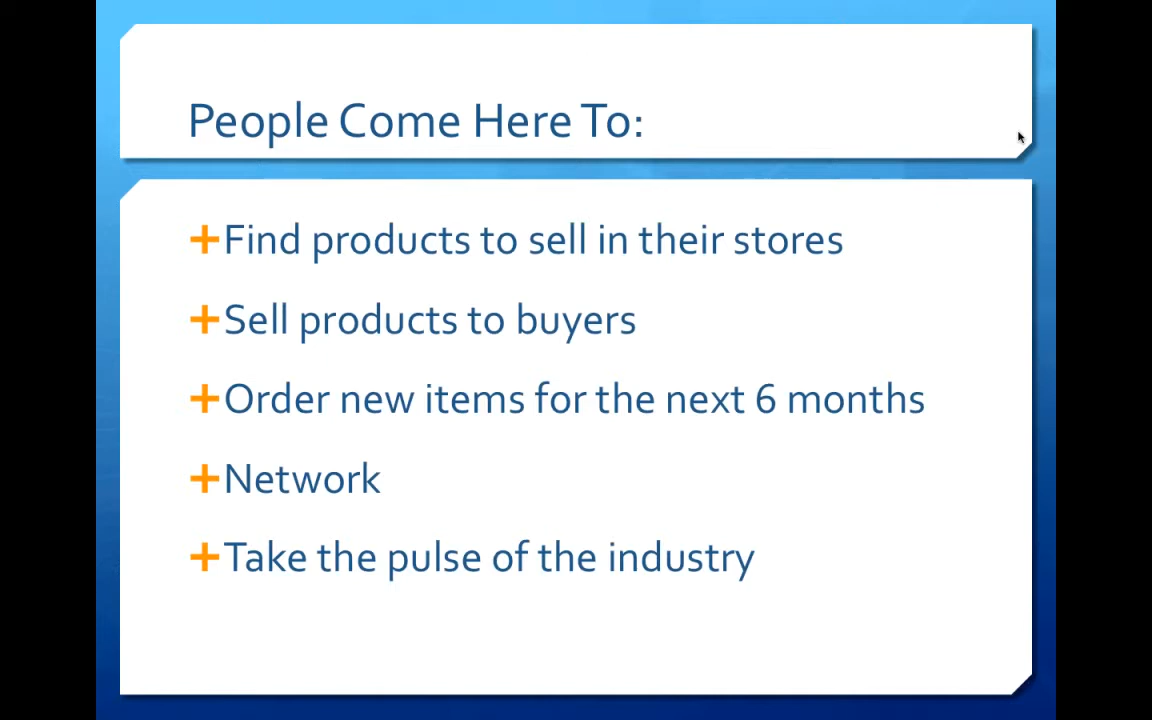 People Come Here To:
Find products to sell in their stores
Sell products to buyers
Order new items for the next 6 months
Network
Take the pulse of the industry